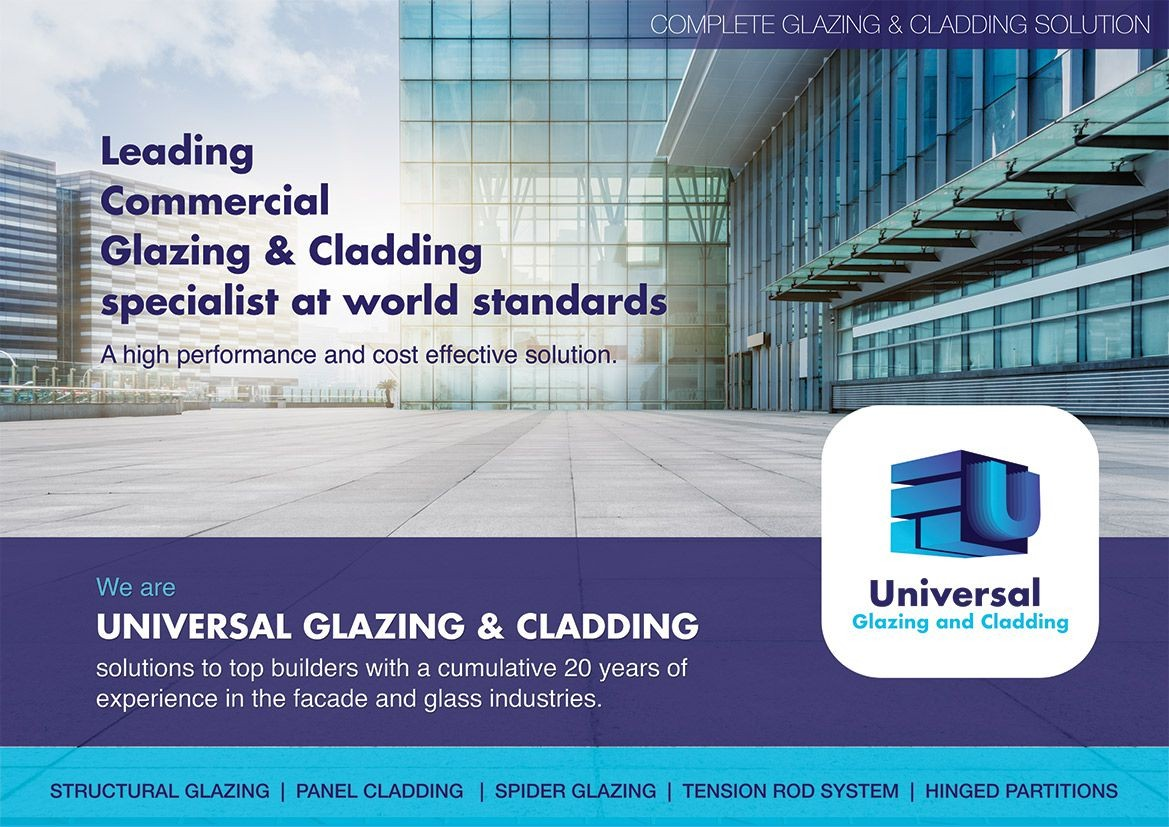 COMPLETE GLAZING & CLADDING SOLUTION
Leading
Commercial
Glazing & Cladding
specialist at world standards
A high performance and cost effective solution.
We are
UNIVERSAL GLAZING & CLADDING
solutions to top builders with a cumulative 20 years of
experience in the facade and glass industries.
U
Universal
Glazing and Cladding
STRUCTURAL GLAZING | PANEL CLADDING | SPIDER GLAZING | TENSION ROD SYSTEM | HINGED PARTITIONS